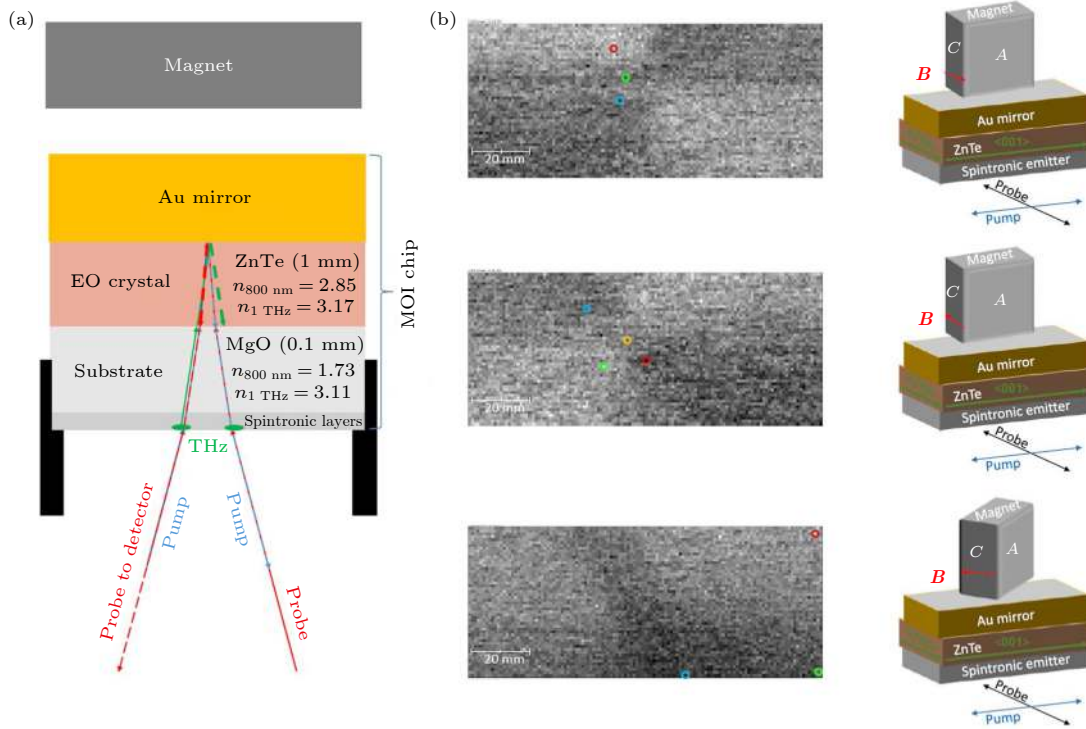 (a)
Magnet
Au mirror
EO crystal
ZnTe (1 mm)
n800 nm = 2.85
n1 THz = 3.17
Substrate
MgO (0.1 mm)
n800 nm = 1.73
n1 THz = 3.11
Spintronic layers
MOI chip
THz
Pump
Pump
Probe to detector
Probe
(b)
20 mm
Magnet
C
A
B
Au mirror
ZnTe
<001>
Spintronic emitter
Probe
Pump
20 mm
Magnet
C
A
B
Au mirror
ZnTe
<001>
Spintronic emitter
Probe
Pump
20 mm
Magnet
C
A
B
Au mirror
ZnTe
<001>
Spintronic emitter
Probe
Pump